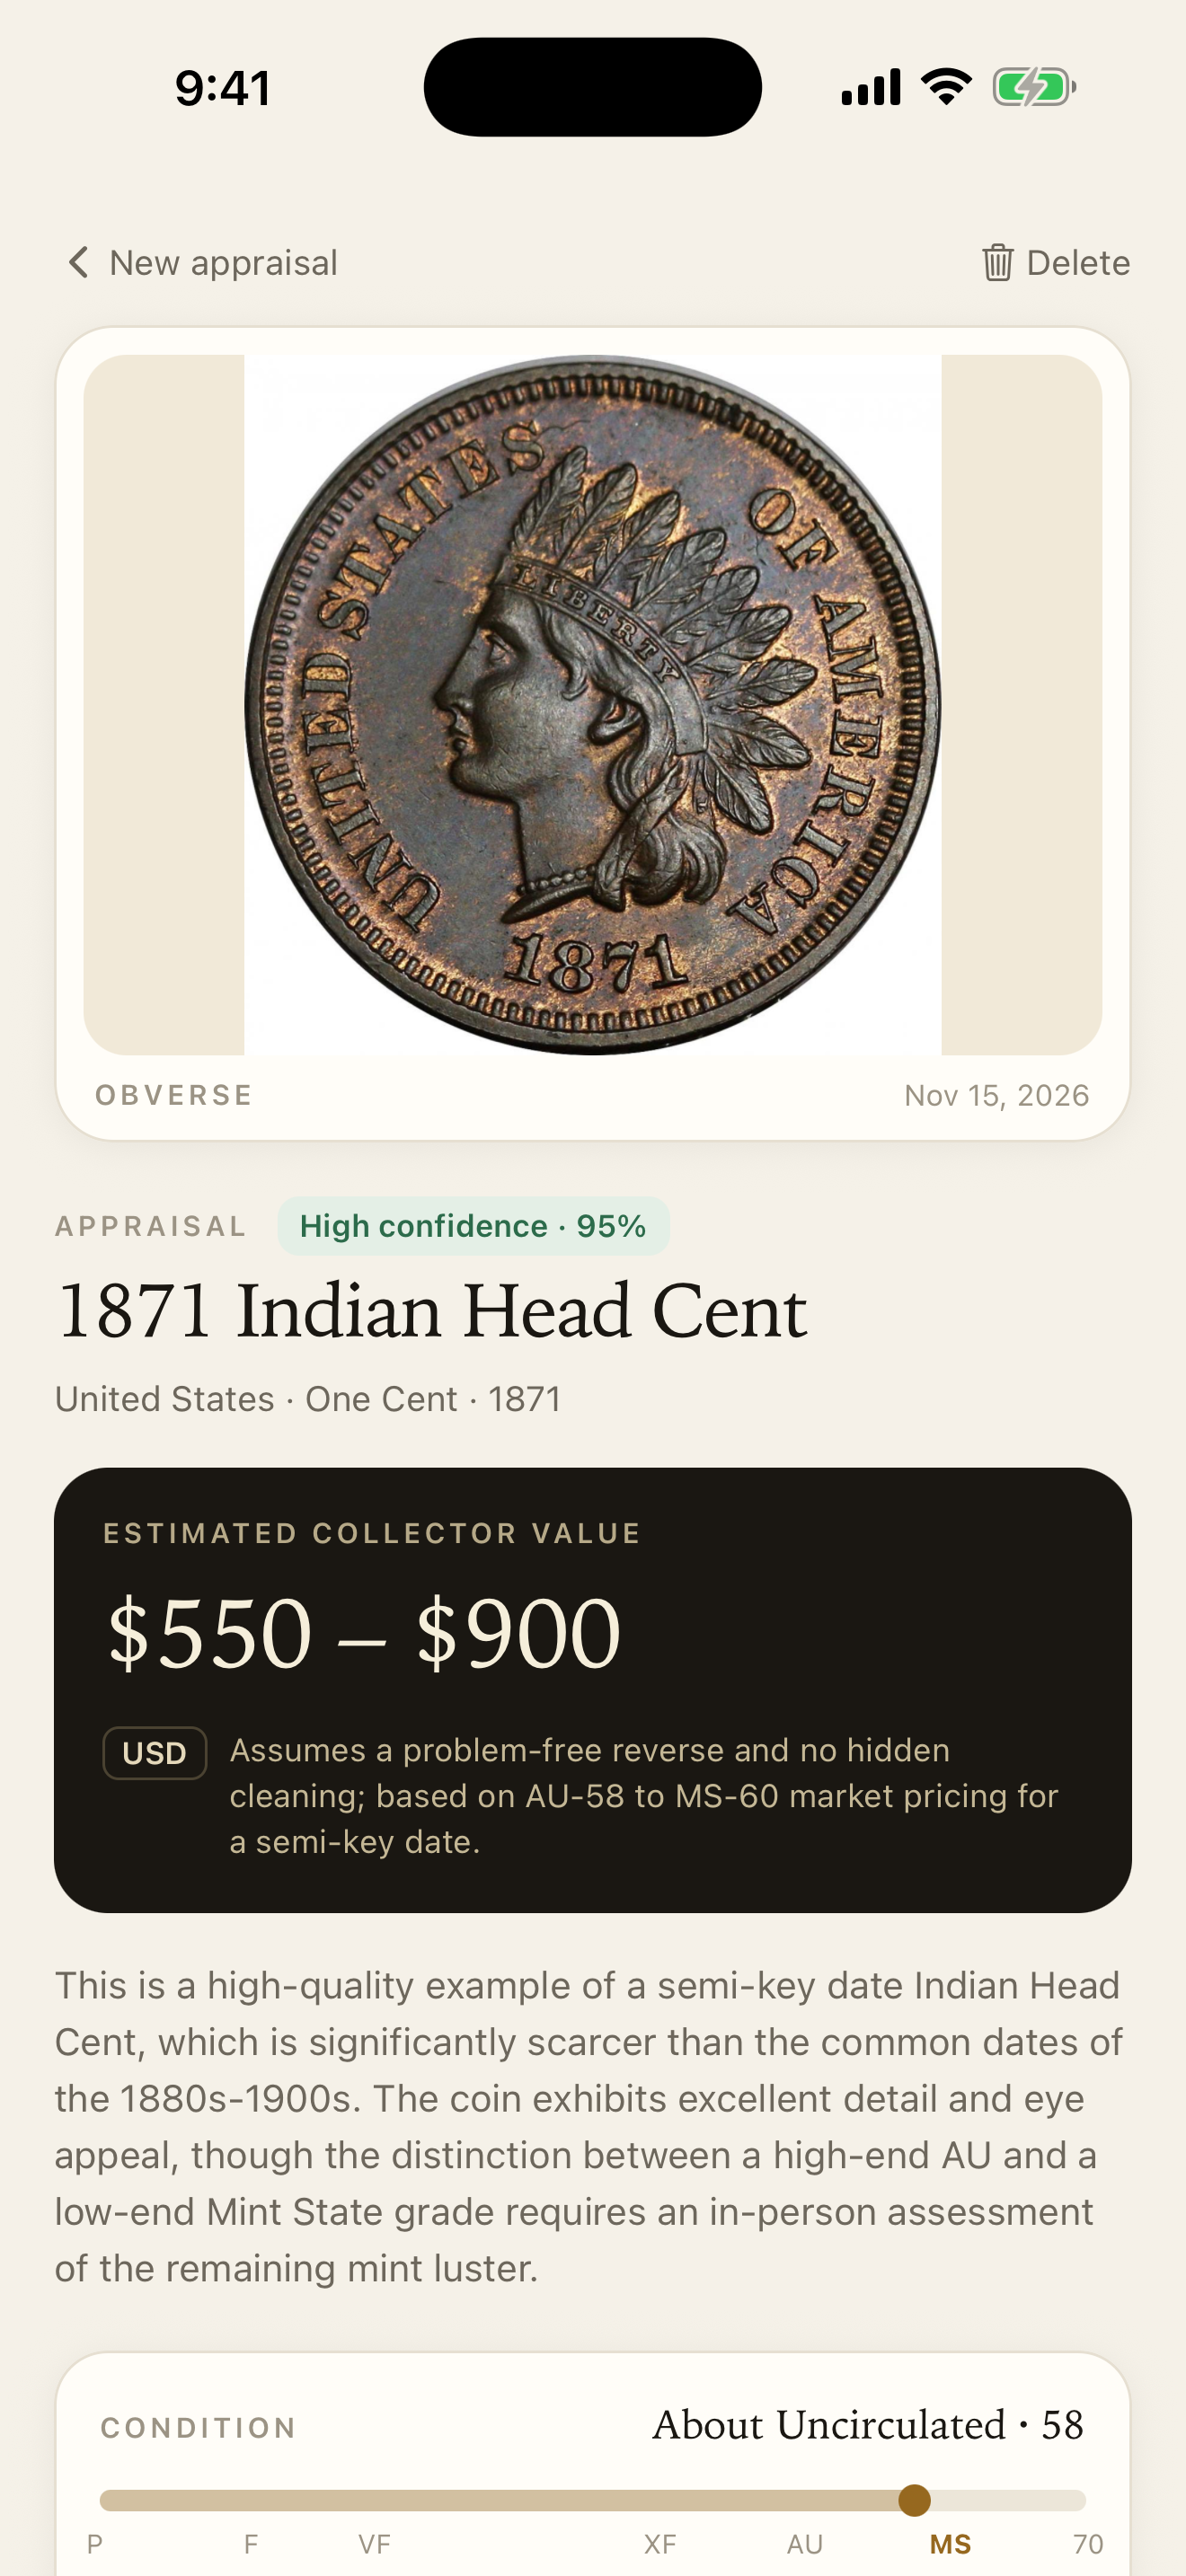 9:41
New appraisal
Delete
UNITED STATES OF AMERICA
LIBERTY
1871
OBVERSE
Nov 15, 2026
APPRAISAL
High confidence · 95%
1871 Indian Head Cent
United States · One Cent · 1871
ESTIMATED COLLECTOR VALUE
$550 – $900
USD
Assumes a problem-free reverse and no hidden
cleaning; based on AU-58 to MS-60 market pricing for
a semi-key date.
This is a high-quality example of a semi-key date Indian Head
Cent, which is significantly scarcer than the common dates of
the 1880s-1900s. The coin exhibits excellent detail and eye
appeal, though the distinction between a high-end AU and a
low-end Mint State grade requires an in-person assessment
of the remaining mint luster.
CONDITION
About Uncirculated · 58
P F VF XF AU MS 70